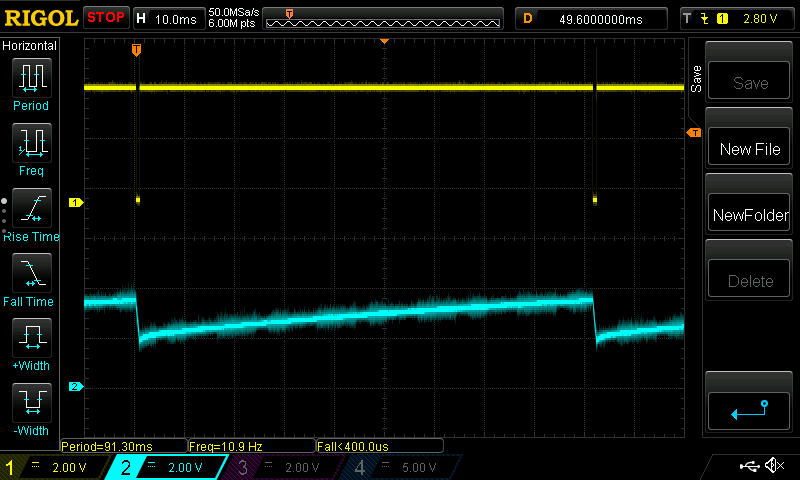 RIGOL STOP H 10.0ms 50.0MSa/s 6.00M pts T D 49.6000000ms T 1 2.80 V
Horizontal
Period
Freq
Rise Time
Fall Time
+Width
-Width
T
1
2
T
Save
Save
New File
NewFolder
Delete
Period=91.30ms Freq=10.9 Hz Fall<400.0us
1 2.00 V 2 2.00 V 3 2.00 V 4 5.00 V